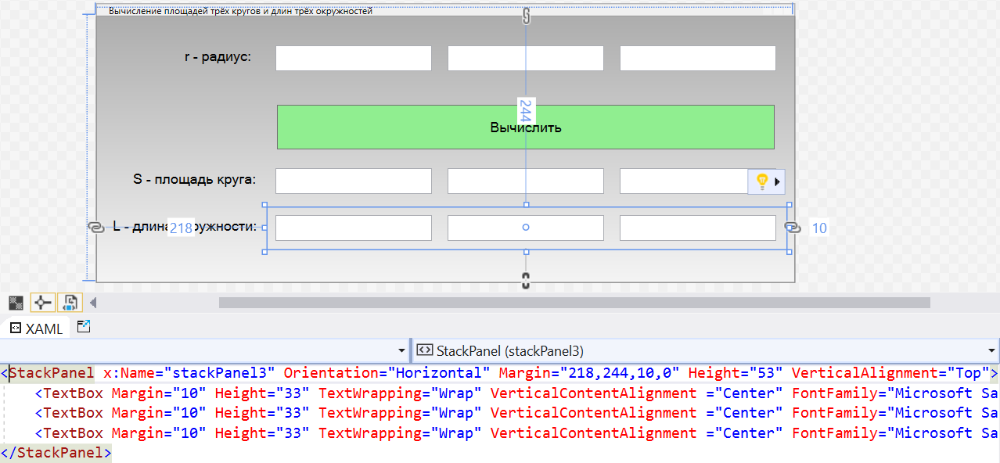 Вычисление площадей трёх кругов и длин трёх окружностей
r - радиус:
244
Вычислить
S - площадь круга:
L - длина 218 ружности:
10
XAML
StackPanel (stackPanel3)
<StackPanel x:Name="stackPanel3" Orientation="Horizontal" Margin="218,244,10,0" Height="53" VerticalAlignment="Top">
<TextBox Margin="10" Height="33" TextWrapping="Wrap" VerticalContentAlignment ="Center" FontFamily="Microsoft Sa
<TextBox Margin="10" Height="33" TextWrapping="Wrap" VerticalContentAlignment ="Center" FontFamily="Microsoft Sa
<TextBox Margin="10" Height="33" TextWrapping="Wrap" VerticalContentAlignment ="Center" FontFamily="Microsoft Sa
</StackPanel>